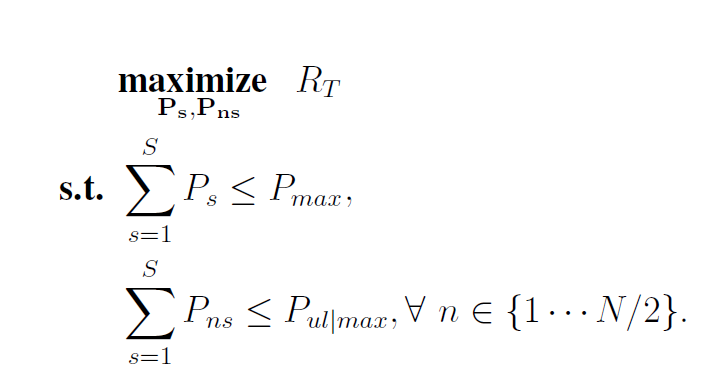 maximize R_T
P_s,P_ns
S
s.t. ∑ P_s ≤ P_max,
s=1
S
∑ P_ns ≤ P_ul|max, ∀ n ∈ {1 ··· N/2}.
s=1